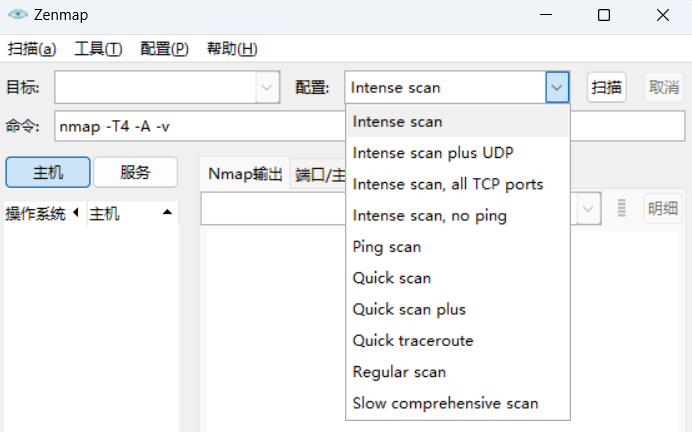 Zenmap
扫描(a) 工具(T) 配置(P) 帮助(H)
目标: 配置: Intense scan 扫描 取消
命令: nmap -T4 -A -v
Intense scan
主机 服务 Nmap输出 端口/主
Intense scan plus UDP
Intense scan, all TCP ports
操作系统 主机 明细
Intense scan, no ping
Ping scan
Quick scan
Quick scan plus
Quick traceroute
Regular scan
Slow comprehensive scan